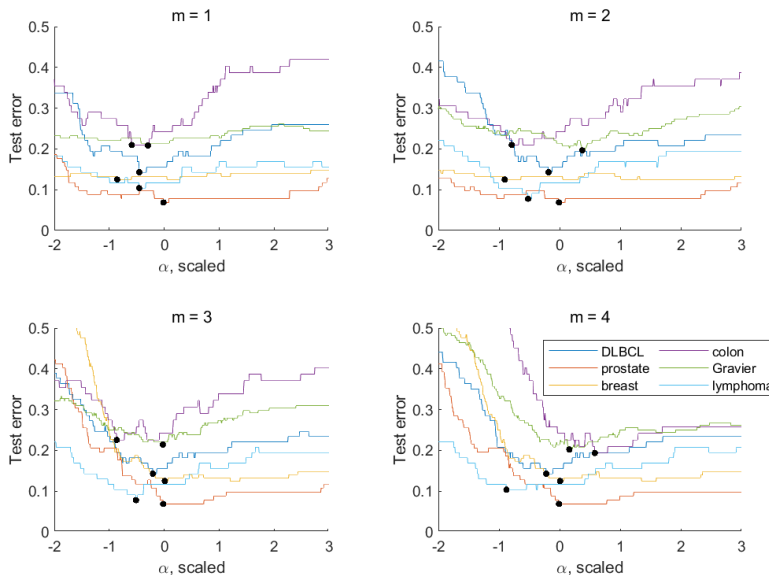 m = 1
0.5
0.4
0.3
0.2
0.1
0
Test error
-2
-1
0
1
2
3
α, scaled
m = 2
0.5
0.4
0.3
0.2
0.1
0
Test error
-2
-1
0
1
2
3
α, scaled
m = 3
0.5
0.4
0.3
0.2
0.1
0
Test error
-2
-1
0
1
2
3
α, scaled
m = 4
0.5
0.4
0.3
0.2
0.1
0
Test error
DLBCL
prostate
breast
colon
Gravier
lymphoma
-2
-1
0
1
2
3
α, scaled